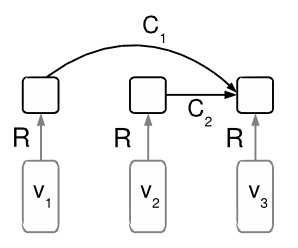 C₁
C₂
R R R
v₁ v₂ v₃